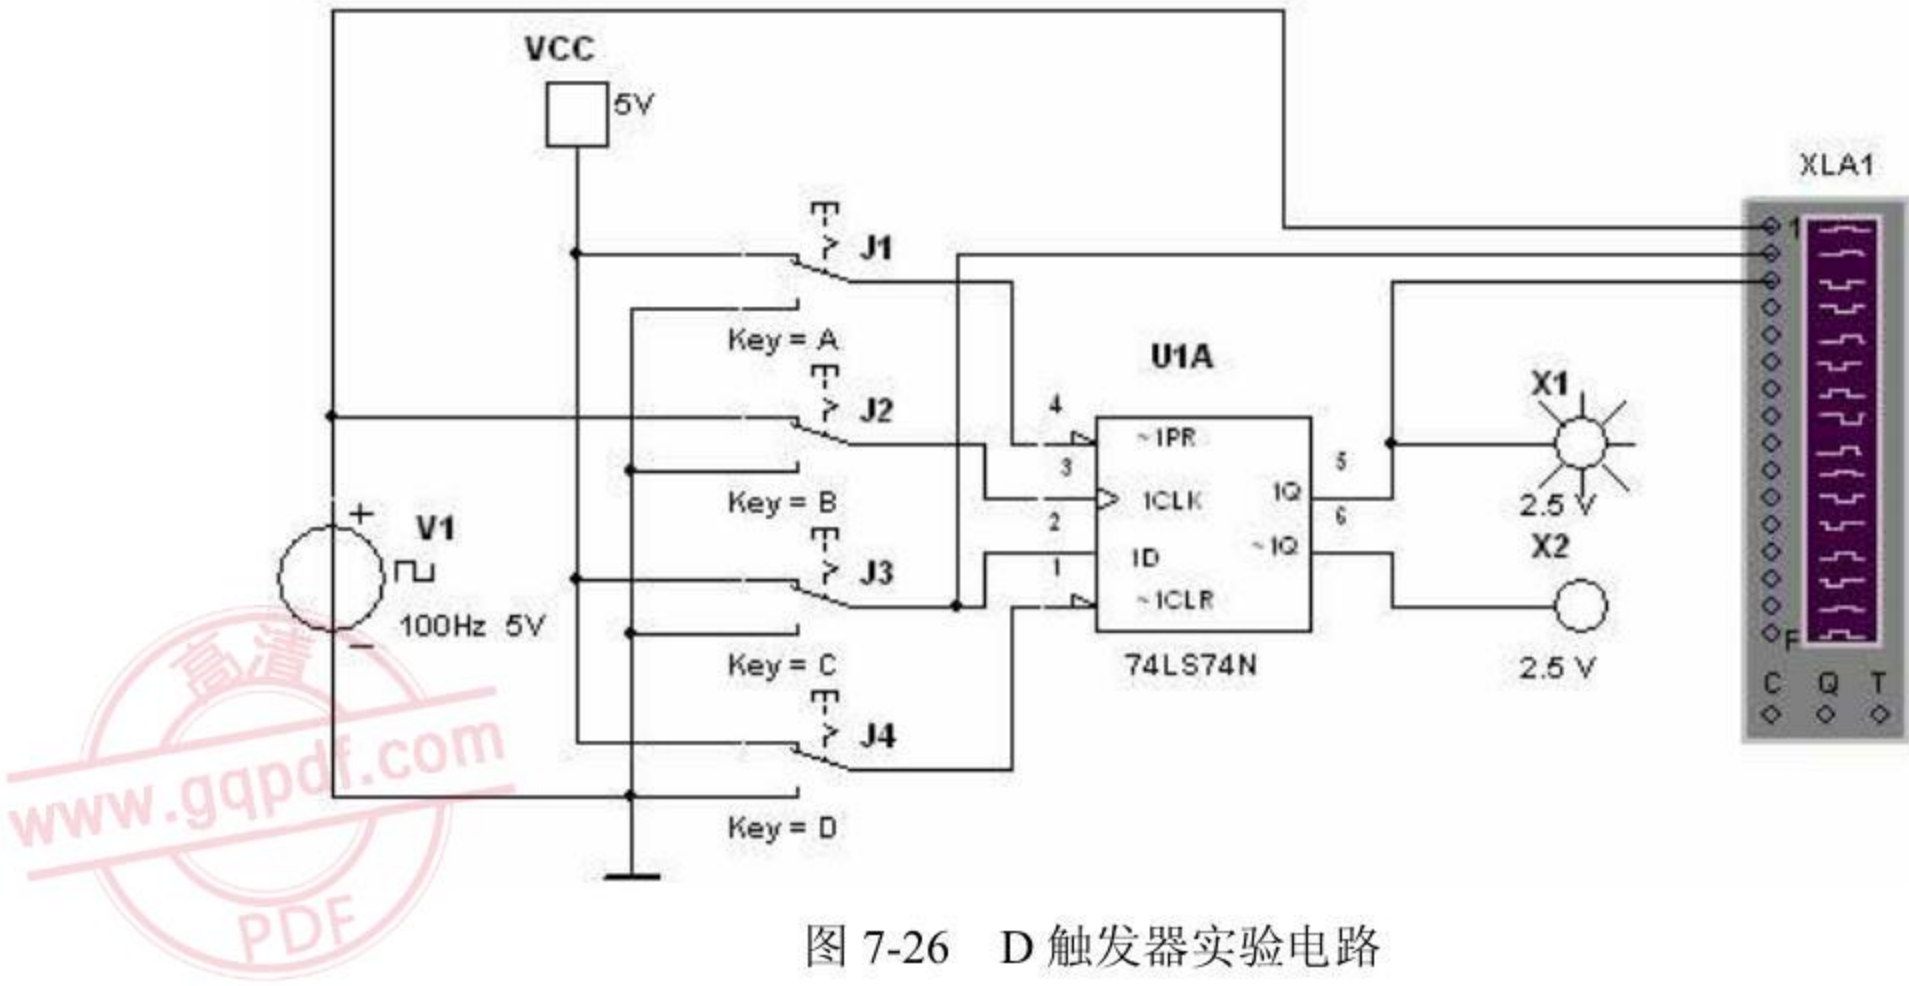 VCC
5V
XLA1
1
J1
Key = A
U1A
X1
4
J2
~1PR
3
5
Key = B
1CLK
1Q
2.5 V
+
V1
2
6
X2
~1Q
1D
J3
1
~1CLR
100Hz 5V
−
F
Key = C
74LS74N
2.5 V
C Q T
J4
Key = D
高清
www.gqpdf.com
PDF
图 7-26 D 触发器实验电路